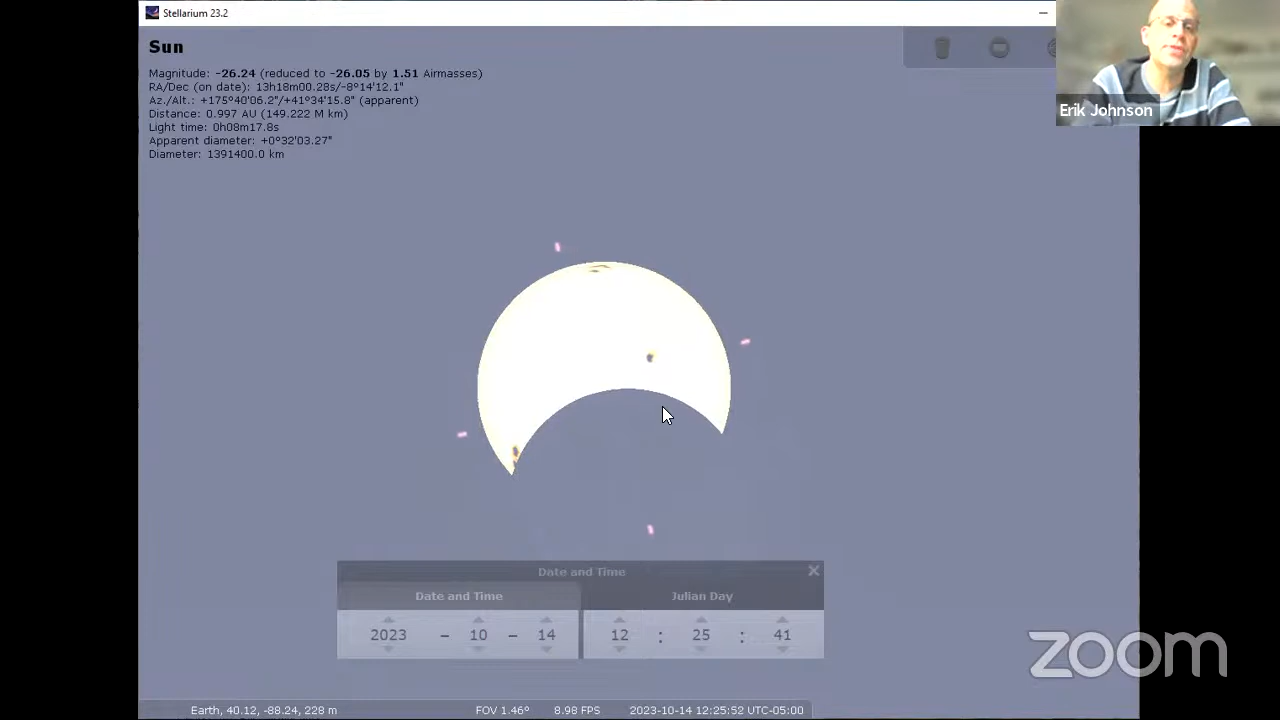 Stellarium 23.2
Sun
Magnitude: -26.24 (reduced to -26.05 by 1.51 Airmasses)
RA/Dec (on date): 13h18m00.28s/-8°14'12.1"
Az./Alt.: +175°40'06.2"/+41°34'15.8" (apparent)
Distance: 0.997 AU (149.222 M km)
Light time: 0h08m17.8s
Apparent diameter: +0°32'03.27"
Diameter: 1391400.0 km
Erik Johnson
Date and Time
Date and Time Julian Day
2023 - 10 - 14 12 : 25 : 41
zoom
Earth, 40.12, -88.24, 228 m FOV 1.46° 8.98 FPS 2023-10-14 12:25:52 UTC-05:00